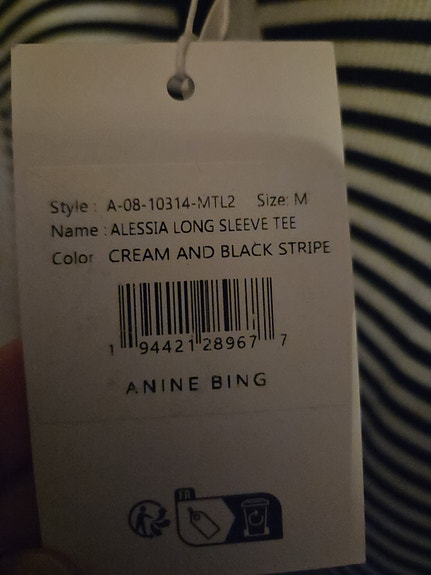 Style : A-08-10314-MTL2 Size: M
Name : ALESSIA LONG SLEEVE TEE
Color CREAM AND BLACK STRIPE
1 94421 28967 7
ANINE BING
FR